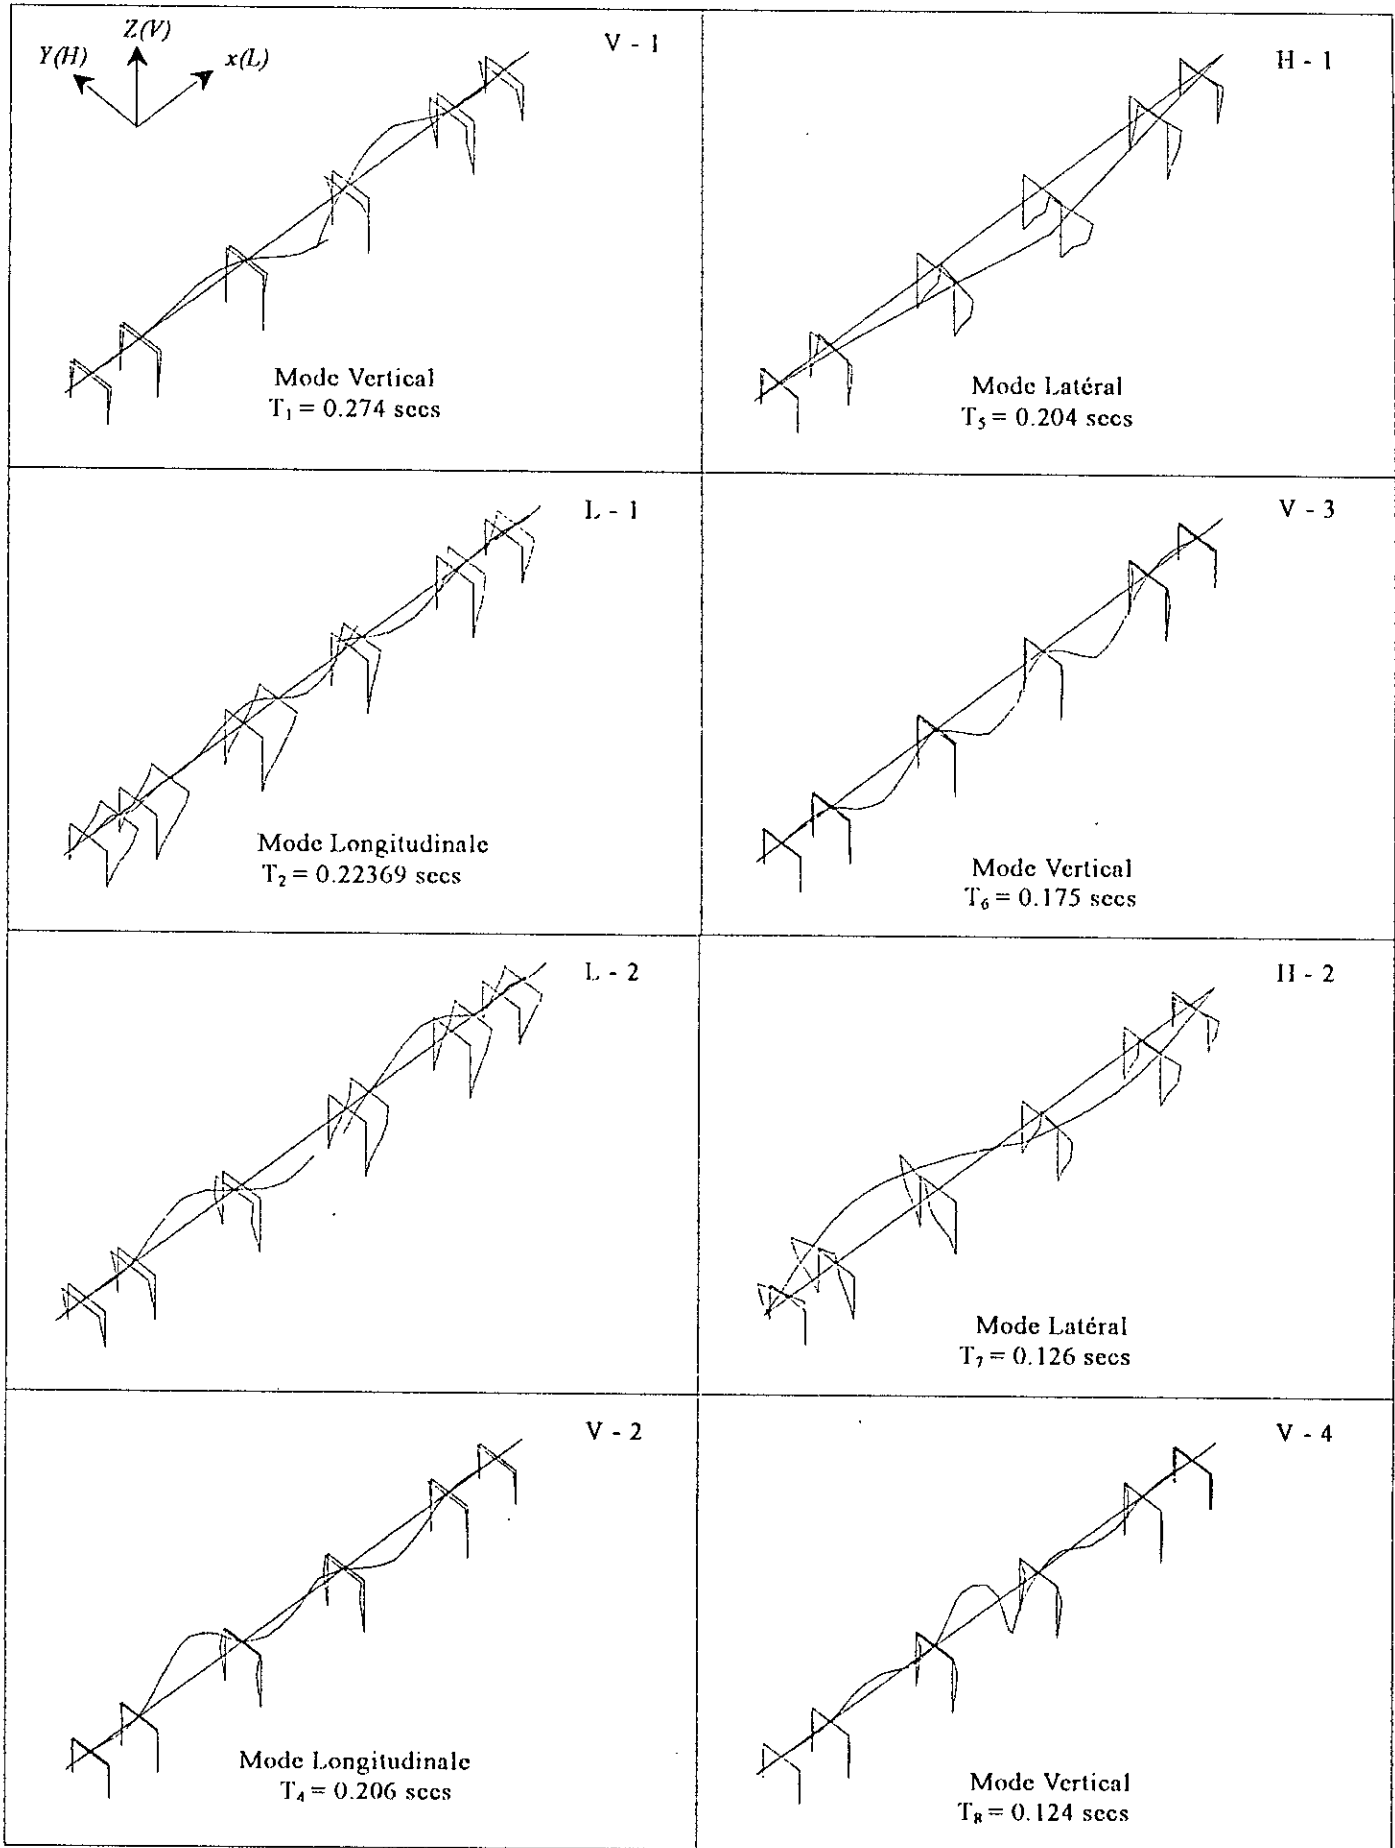 Z(V)
Y(H)
x(L)
V - 1
Mode Vertical
T₁ = 0.274 secs
H - 1
Mode Latéral
T₅ = 0.204 secs
L - 1
Mode Longitudinale
T₂ = 0.22369 secs
V - 3
Mode Vertical
T₆ = 0.175 secs
L - 2
H - 2
Mode Latéral
T₇ = 0.126 secs
V - 2
Mode Longitudinale
T₄ = 0.206 secs
V - 4
Mode Vertical
T₈ = 0.124 secs